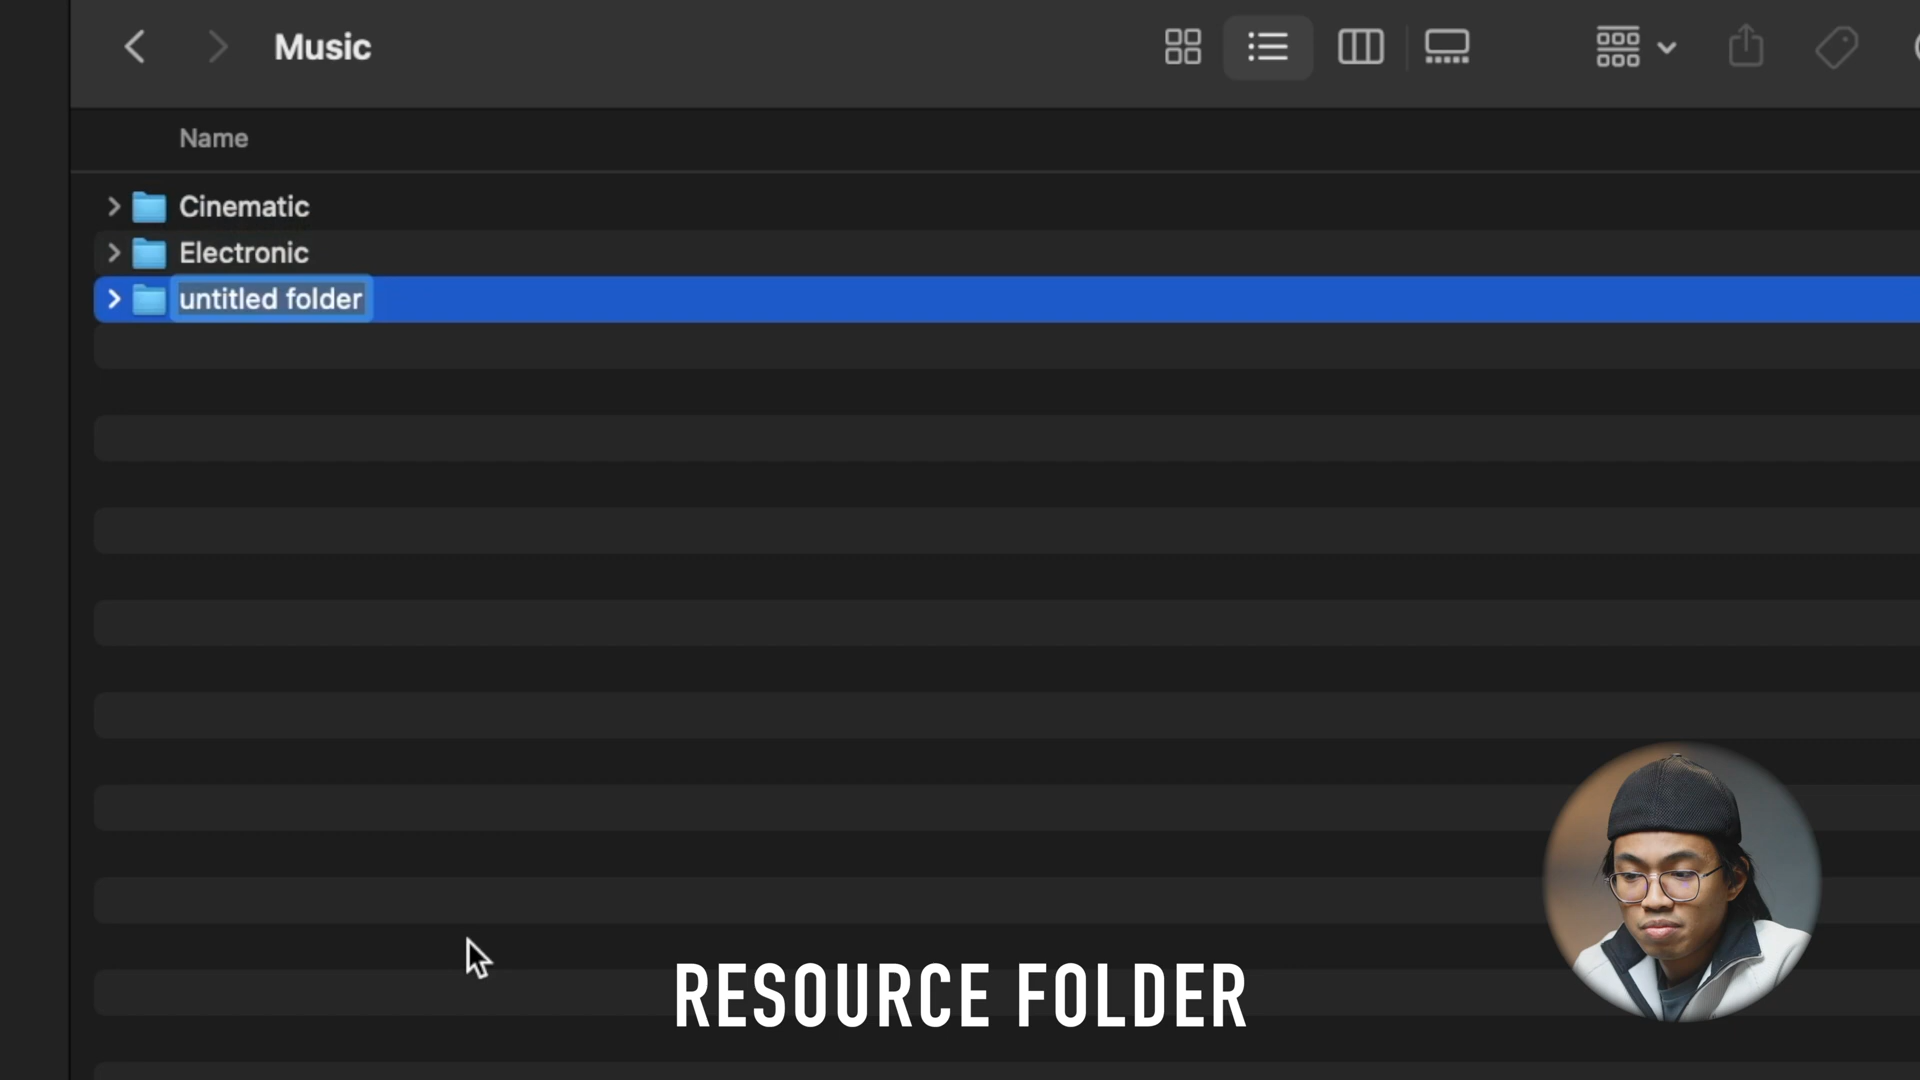 Music
Name
Cinematic
Electronic
untitled folder
RESOURCE FOLDER